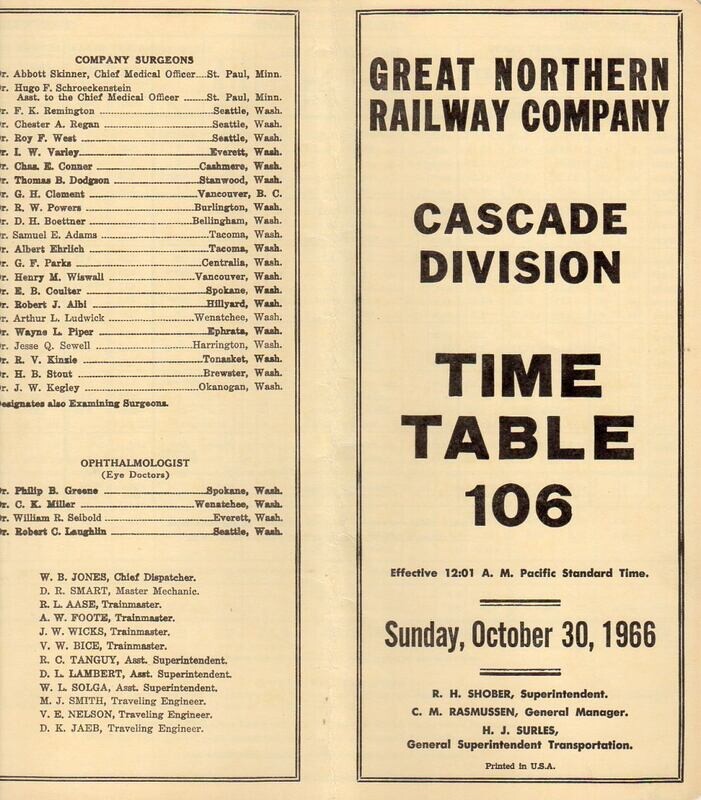 COMPANY SURGEONS
r. Abbott Skinner, Chief Medical Officer....St. Paul, Minn.
r. Hugo F. Schroeckenstein
Asst. to the Chief Medical Officer ......St. Paul, Minn.
r. F. K. Remington ........Seattle, Wash.
r. Chester A. Regan ........Seattle, Wash.
r. Roy F. West ........Seattle, Wash.
r. I. W. Varley ........Everett, Wash.
r. Chas. E. Conner ........Cashmere, Wash.
r. Thomas B. Dodgson ........Stanwood, Wash.
r. G. H. Clement ........Vancouver, B. C.
r. R. W. Powers ........Burlington, Wash.
r. D. H. Boettner ........Bellingham, Wash.
r. Samuel E. Adams ........Tacoma, Wash.
r. Albert Ehrlich ........Tacoma, Wash.
r. G. F. Parks ........Centralia, Wash.
r. Henry M. Wiswall ........Vancouver, Wash.
r. E. B. Coulter ........Spokane, Wash.
r. Robert J. Albi ........Hillyard, Wash.
r. Arthur L. Ludwick ........Wenatchee, Wash.
r. Wayne L. Piper ........Ephrata, Wash.
r. Jesse Q. Sewell ........Harrington, Wash.
r. R. V. Kinzie ........Tonasket, Wash.
r. H. B. Stout ........Brewster, Wash.
r. J. W. Kegley ........Okanogan, Wash.
esignates also Examining Surgeons.
OPHTHALMOLOGIST
(Eye Doctors)
r. Philip B. Greene ........Spokane, Wash.
r. C. K. Miller ........Wenatchee, Wash.
r. William R. Seibold ........Everett, Wash.
r. Robert C. Laughlin ........Seattle, Wash.
W. B. JONES, Chief Dispatcher.
D. R. SMART, Master Mechanic.
R. L. AASE, Trainmaster.
A. W. FOOTE, Trainmaster.
J. W. WICKS, Trainmaster.
V. W. BICE, Trainmaster.
R. C. TANGUY, Asst. Superintendent.
D. L. LAMBERT, Asst. Superintendent.
W. L. SOLGA, Asst. Superintendent.
M. J. SMITH, Traveling Engineer.
V. E. NELSON, Traveling Engineer.
D. K. JAEB, Traveling Engineer.
GREAT NORTHERN
RAILWAY COMPANY
CASCADE
DIVISION
TIME
TABLE
106
Effective 12:01 A. M. Pacific Standard Time.
Sunday, October 30, 1966
R. H. SHOBER, Superintendent.
C. M. RASMUSSEN, General Manager.
H. J. SURLES,
General Superintendent Transportation.
Printed in U.S.A.